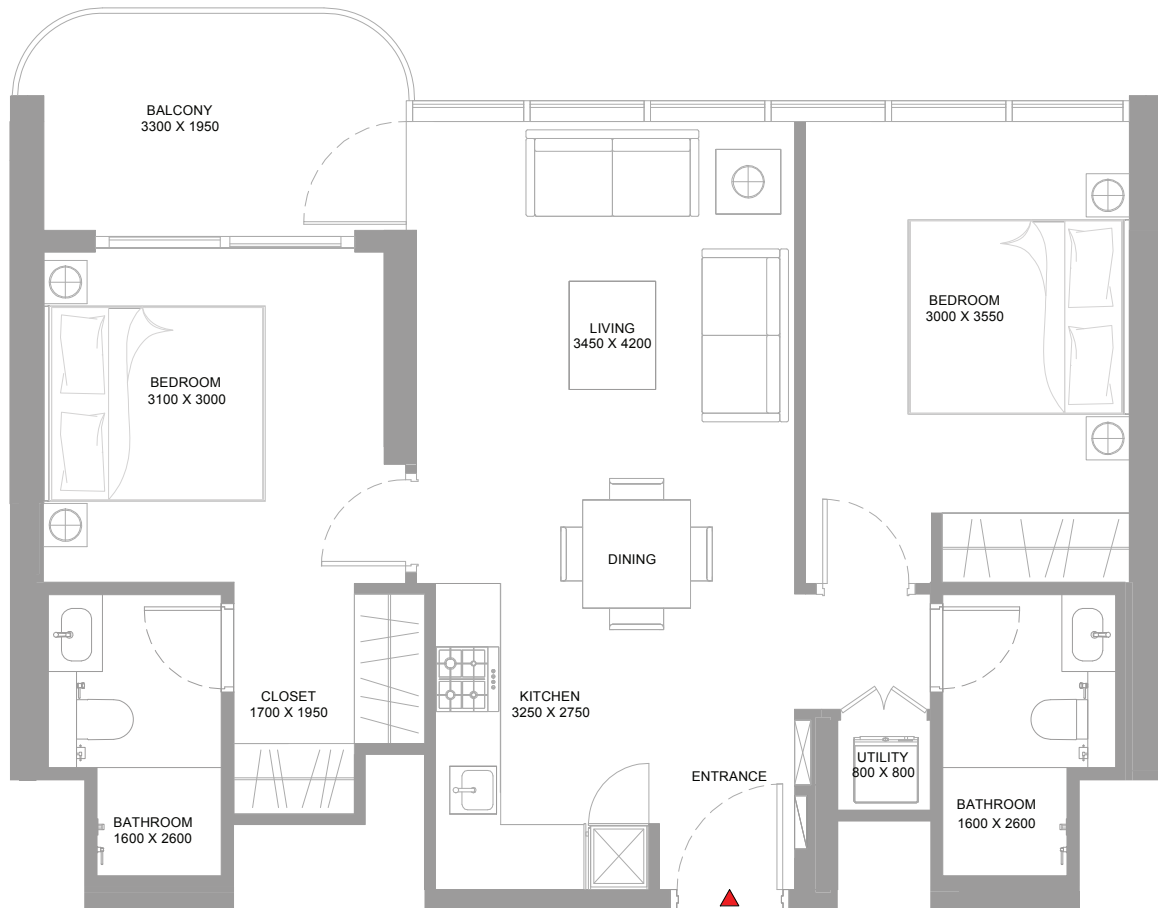 BALCONY
3300 X 1950
LIVING
3450 X 4200
BEDROOM
3000 X 3550
BEDROOM
3100 X 3000
DINING
CLOSET
1700 X 1950
KITCHEN
3250 X 2750
ENTRANCE
UTILITY
800 X 800
BATHROOM
1600 X 2600
BATHROOM
1600 X 2600